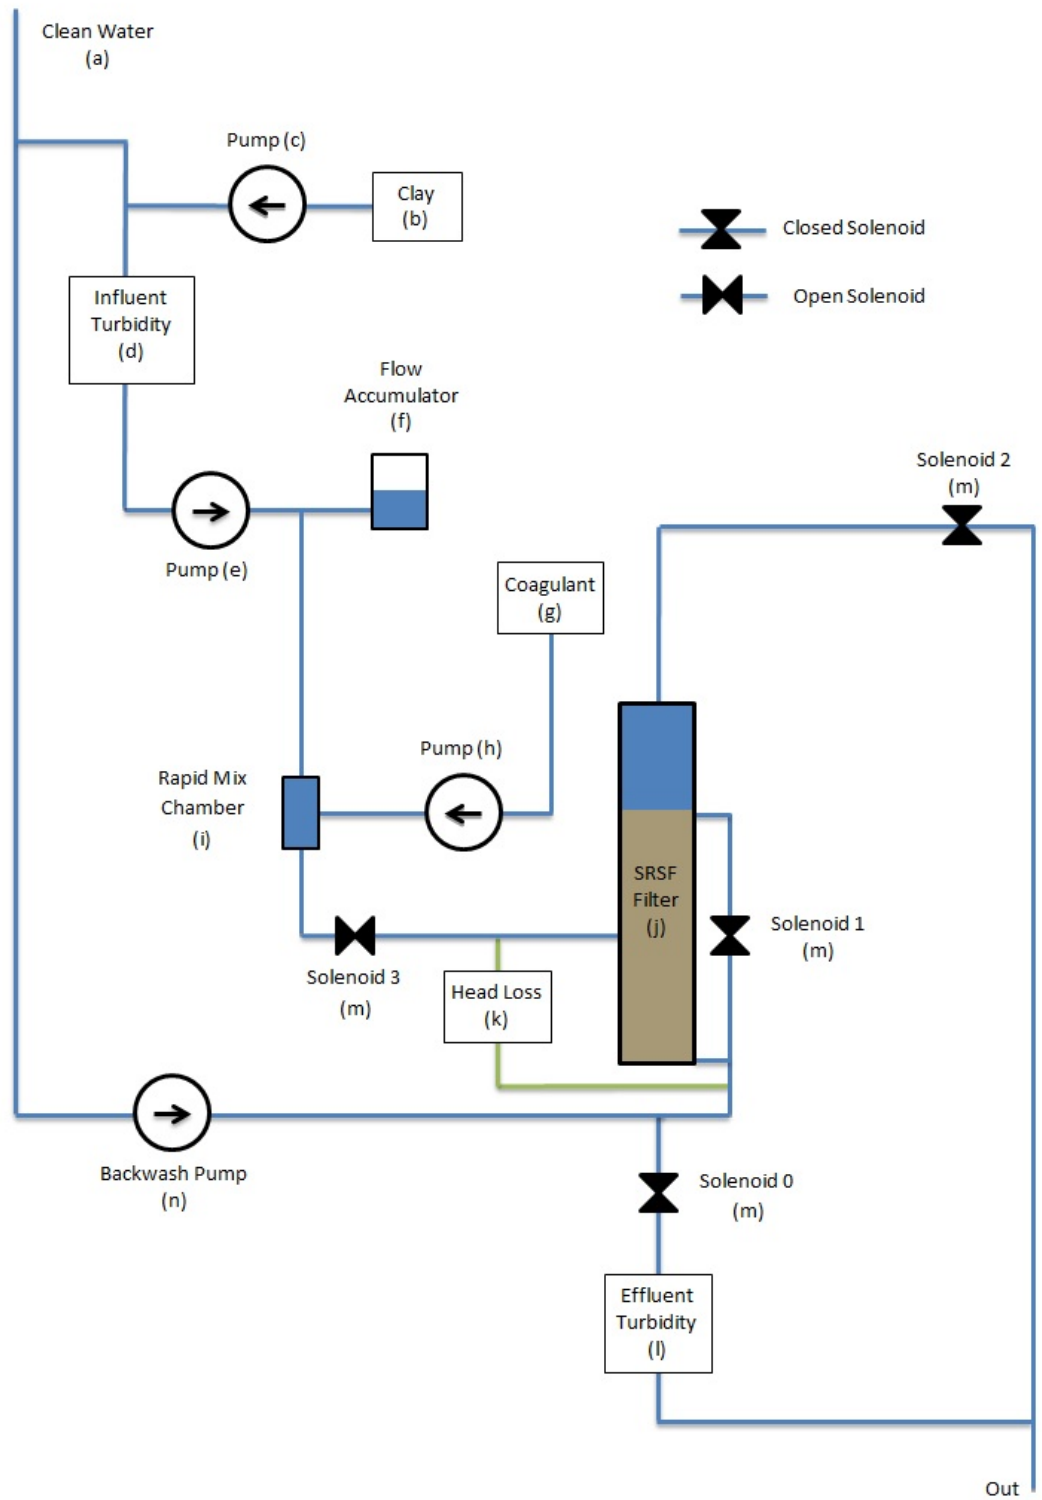 Clean Water
(a)
Pump (c)
Clay
(b)
Closed Solenoid
Open Solenoid
Influent
Turbidity
(d)
Flow
Accumulator
(f)
Solenoid 2
(m)
Pump (e)
Coagulant
(g)
Pump (h)
Rapid Mix
Chamber
(i)
SRSF
Filter
(j)
Solenoid 1
(m)
Solenoid 3
(m)
Head Loss
(k)
Backwash Pump
(n)
Solenoid 0
(m)
Effluent
Turbidity
(l)
Out